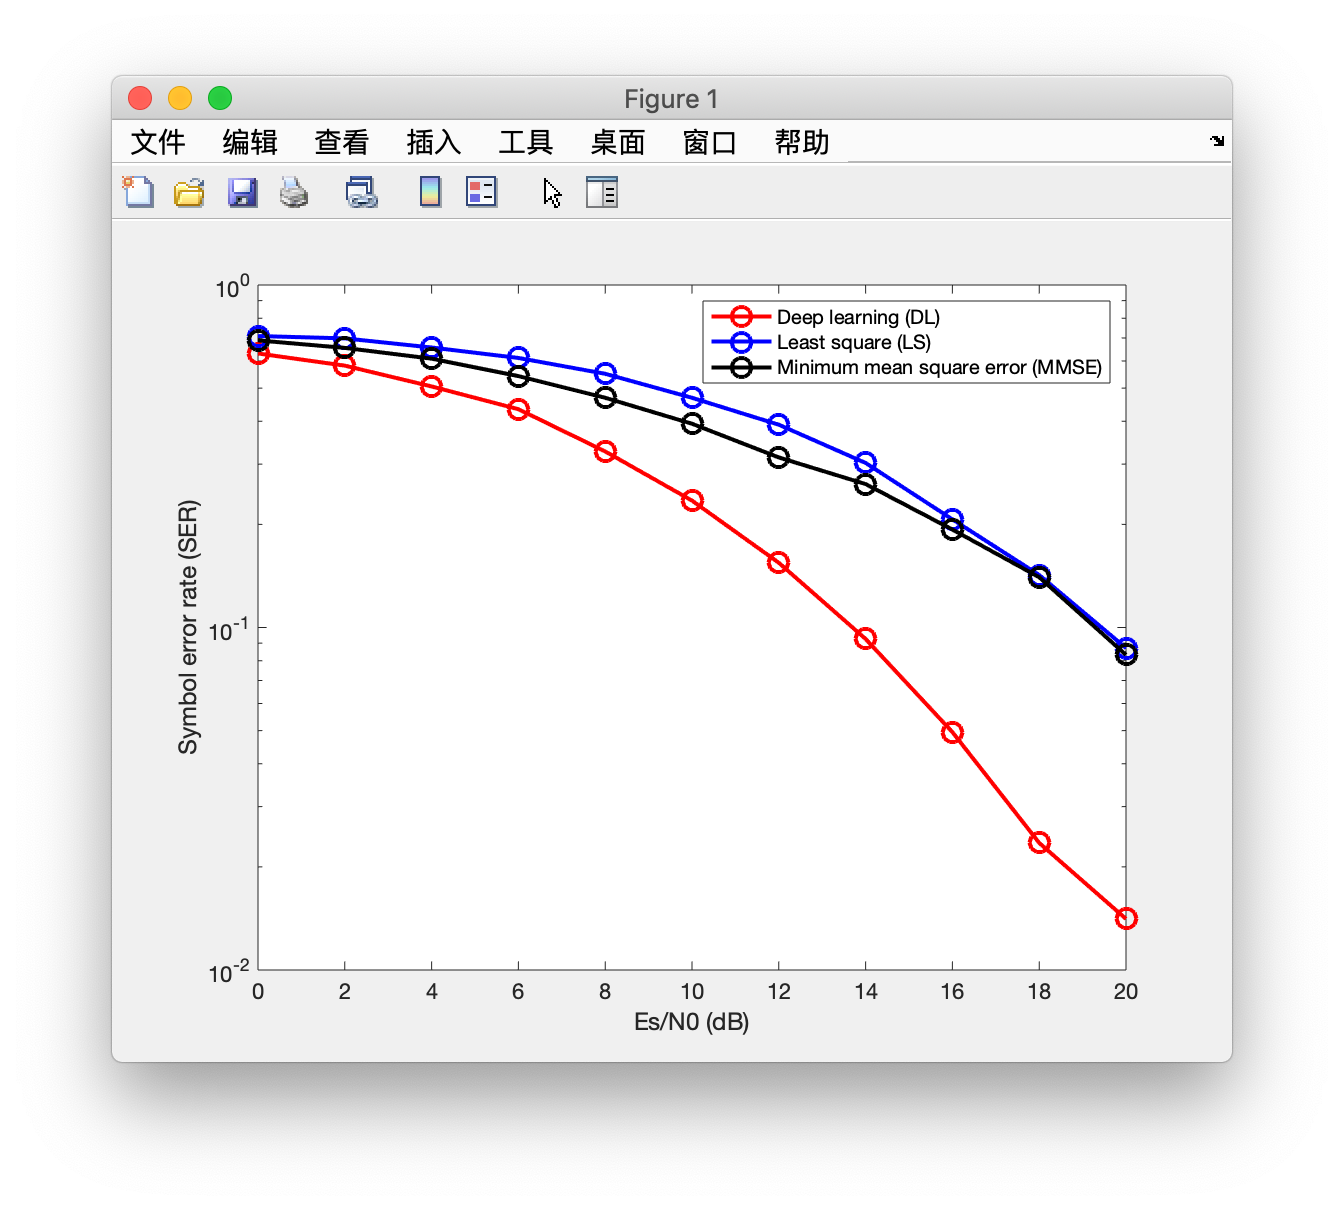 Figure 1
文件 编辑 查看 插入 工具 桌面 窗口 帮助
10^0
Deep learning (DL)
Least square (LS)
Minimum mean square error (MMSE)
Symbol error rate (SER)
10^-1
10^-2
0 2 4 6 8 10 12 14 16 18 20
Es/N0 (dB)